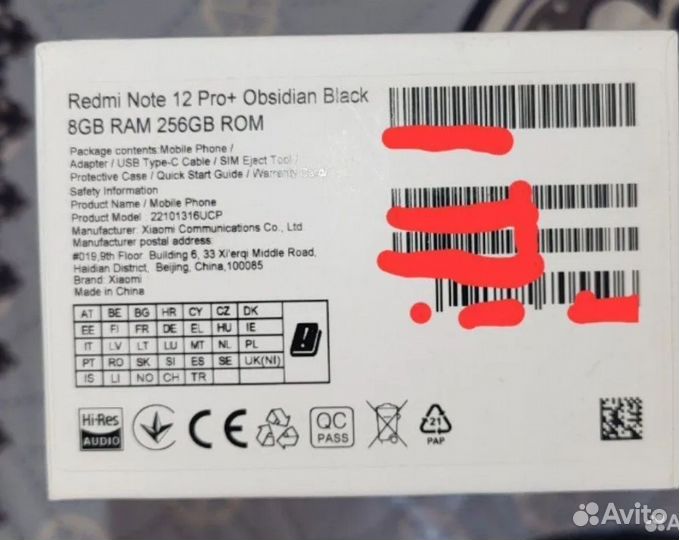 Redmi Note 12 Pro+ Obsidian Black
8GB RAM 256GB ROM
Package contents:Mobile Phone /
Adapter / USB Type-C Cable / SIM Eject Tool /
Protective Case / Quick Start Guide / Warranty
Safety Information
Product Name / Mobile Phone
Product Model: 22101316UCP
Manufacturer: Xiaomi Communications Co., Ltd
Manufacturer postal address:
#019,9th Floor Building 6, 33 Xi'erqi Middle Road,
Haidian District, Beijing, China,100085
Brand: Xiaomi
Made in China
AT BE BG HR CY CZ DK
EE FI FR DE EL HU IE
IT LV LT LU MT NL PL
PT RO SK SI ES SE UK(NI)
IS LI NO CH TR
Hi-Res
AUDIO
CE
QC
PASS
21
PAP
Avito
Avito